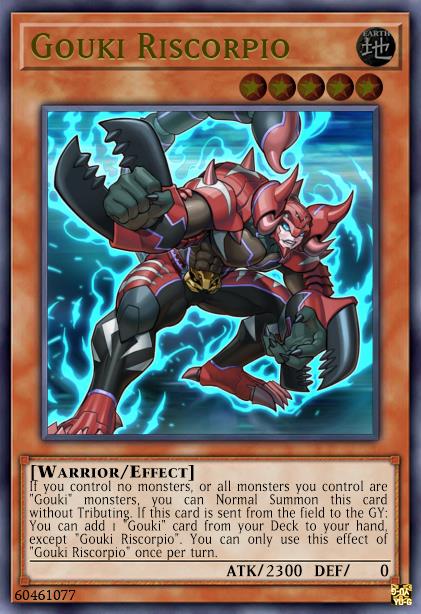 Gouki Riscorpio
EARTH
地
[Warrior/Effect]
If you control no monsters, or all monsters you control are
"Gouki" monsters, you can Normal Summon this card
without Tributing. If this card is sent from the field to the GY:
You can add 1 "Gouki" card from your Deck to your hand,
except "Gouki Riscorpio". You can only use this effect of
"Gouki Riscorpio" once per turn.
ATK/2300 DEF/ 0
60461077